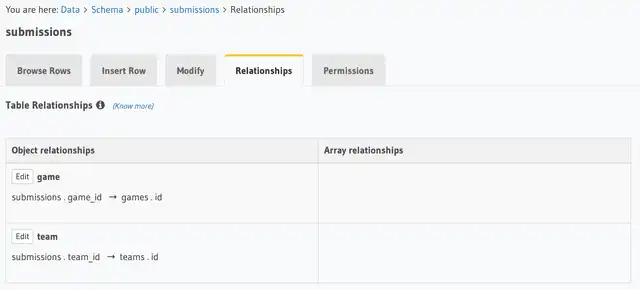 You are here: Data > Schema > public > submissions > Relationships
submissions
Browse Rows Insert Row Modify Relationships Permissions
Table Relationships (Know more)
Object relationships Array relationships
Edit game
submissions . game_id → games . id
Edit team
submissions . team_id → teams . id